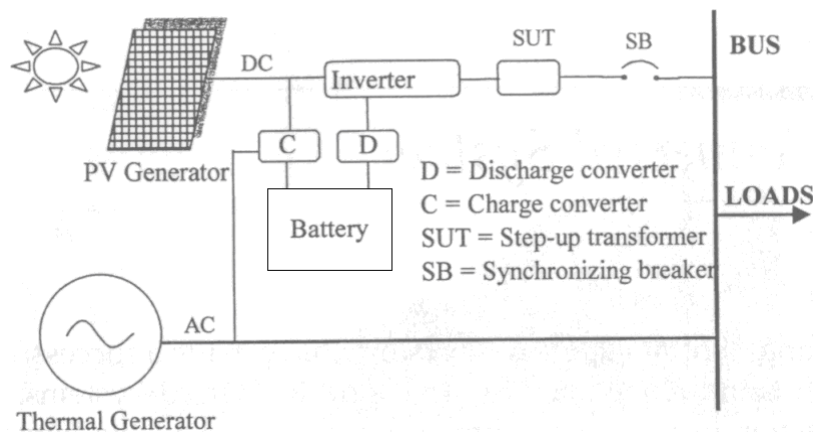 SUT
SB
BUS
DC
Inverter
C
D
PV Generator
D = Discharge converter
C = Charge converter
LOADS
Battery
SUT = Step-up transformer
SB = Synchronizing breaker
AC
Thermal Generator